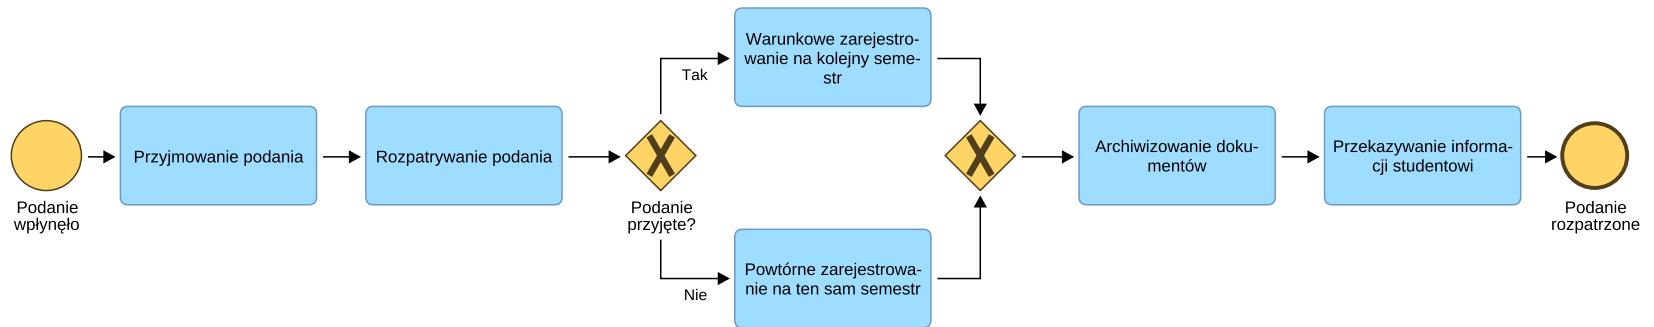 Podanie
wpłynęło
Przyjmowanie podania
Rozpatrywanie podania
Podanie
przyjęte?
Tak
Warunkowe zarejestro-
wanie na kolejny seme-
str
Nie
Powtórne zarejestrowa-
nie na ten sam semestr
Archiwizowanie doku-
mentów
Przekazywanie informa-
cji studentowi
Podanie
rozpatrzone